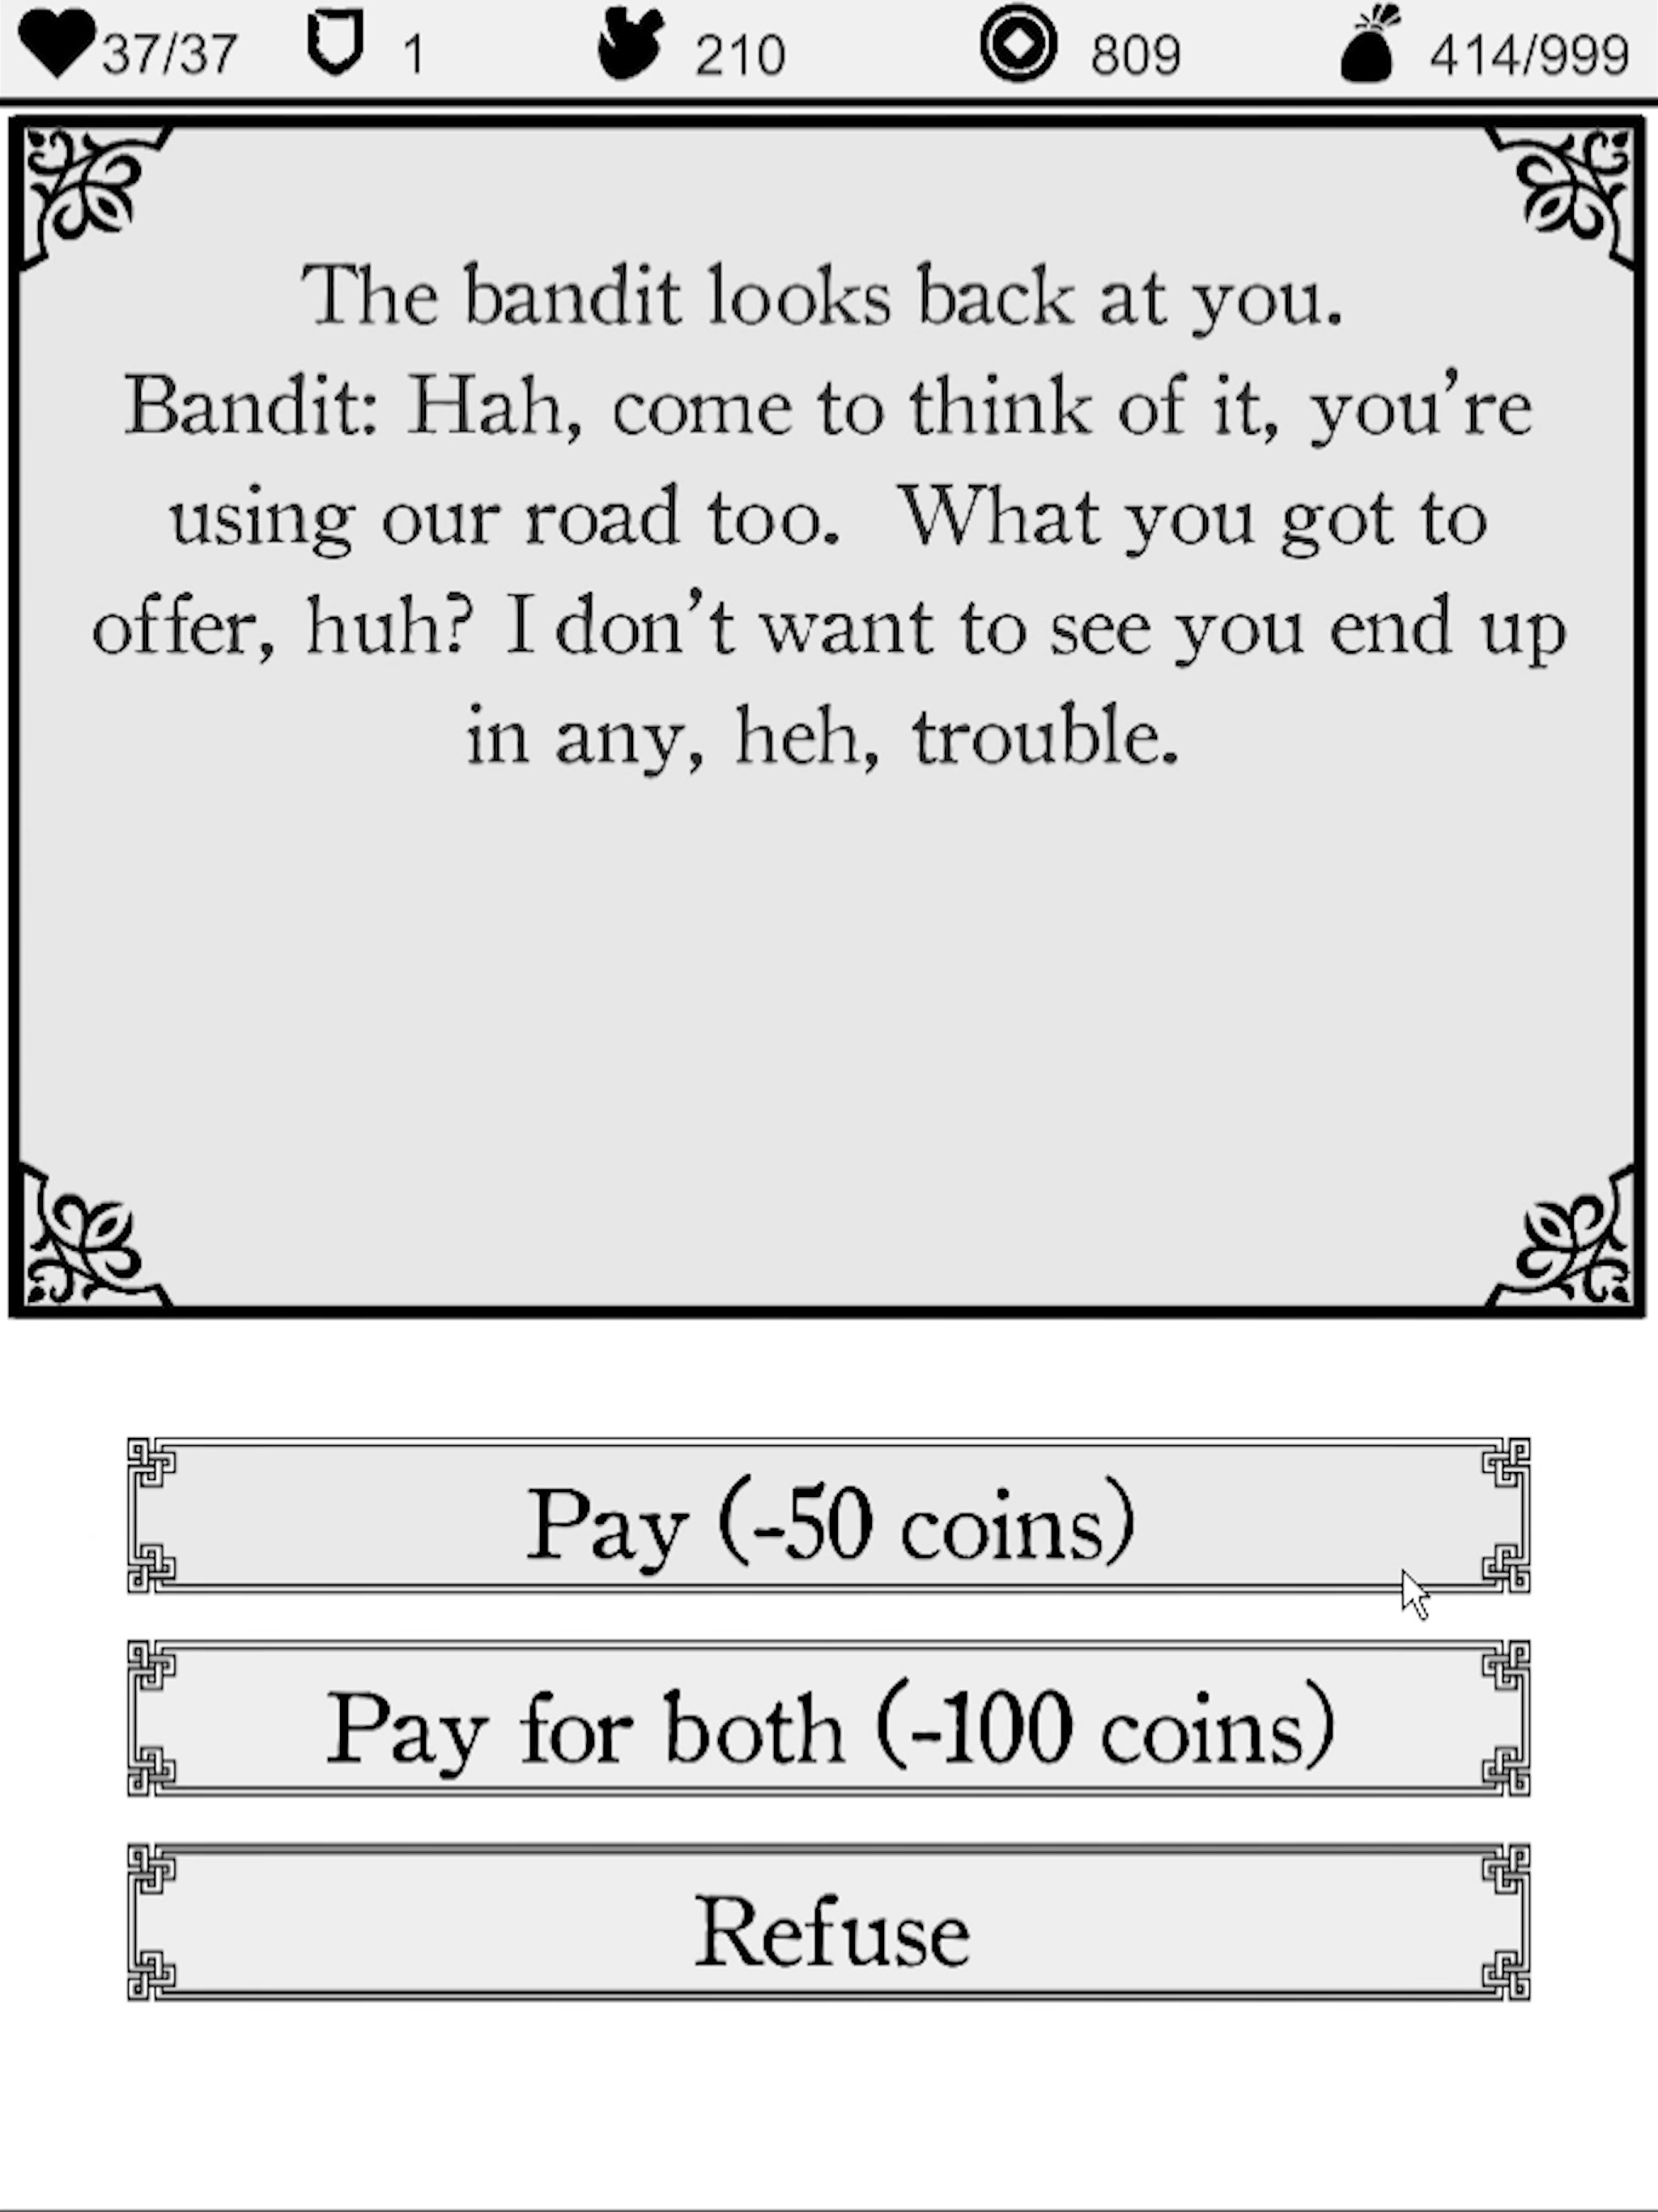 37/37 1 210 809 414/999
The bandit looks back at you.
Bandit: Hah, come to think of it, you're
using our road too.  What you got to
offer, huh? I don't want to see you end up
in any, heh, trouble.
Pay (-50 coins)
Pay for both (-100 coins)
Refuse